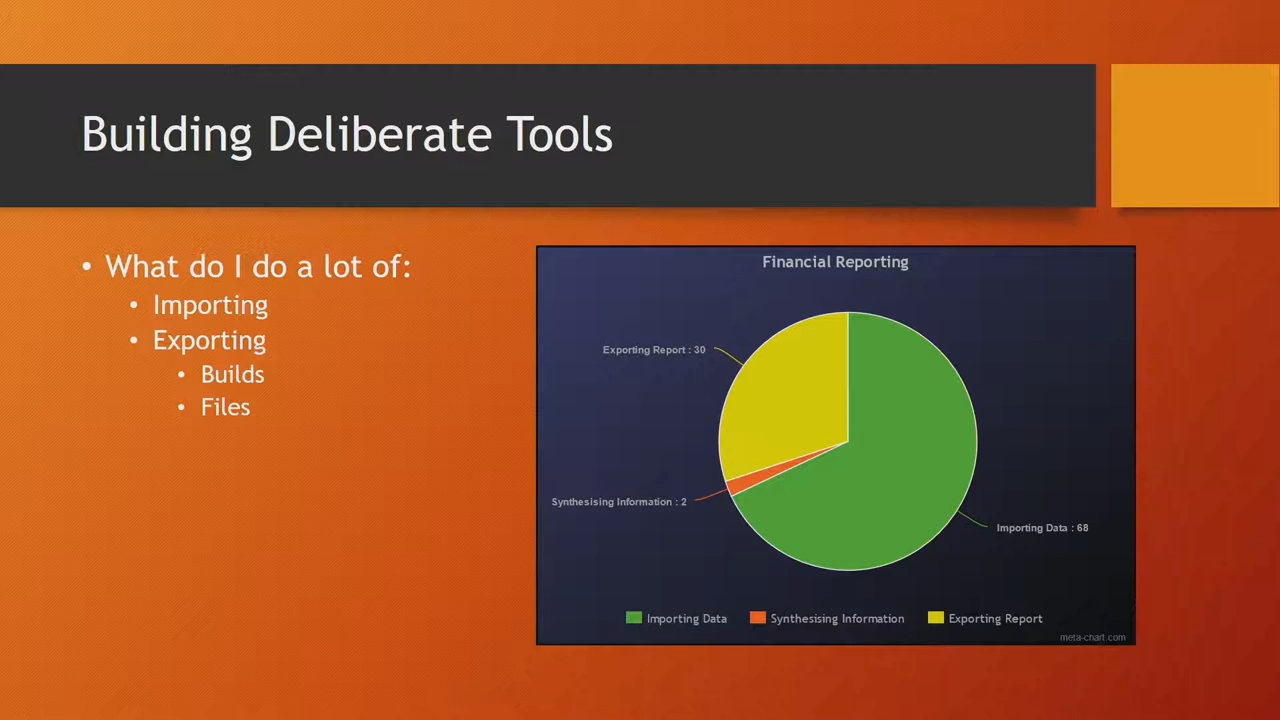 Building Deliberate Tools
• What do I do a lot of:
• Importing
• Exporting
• Builds
• Files
Financial Reporting
Exporting Report : 30
Synthesising Information : 2
Importing Data : 68
Importing Data Synthesising Information Exporting Report
meta-chart.com